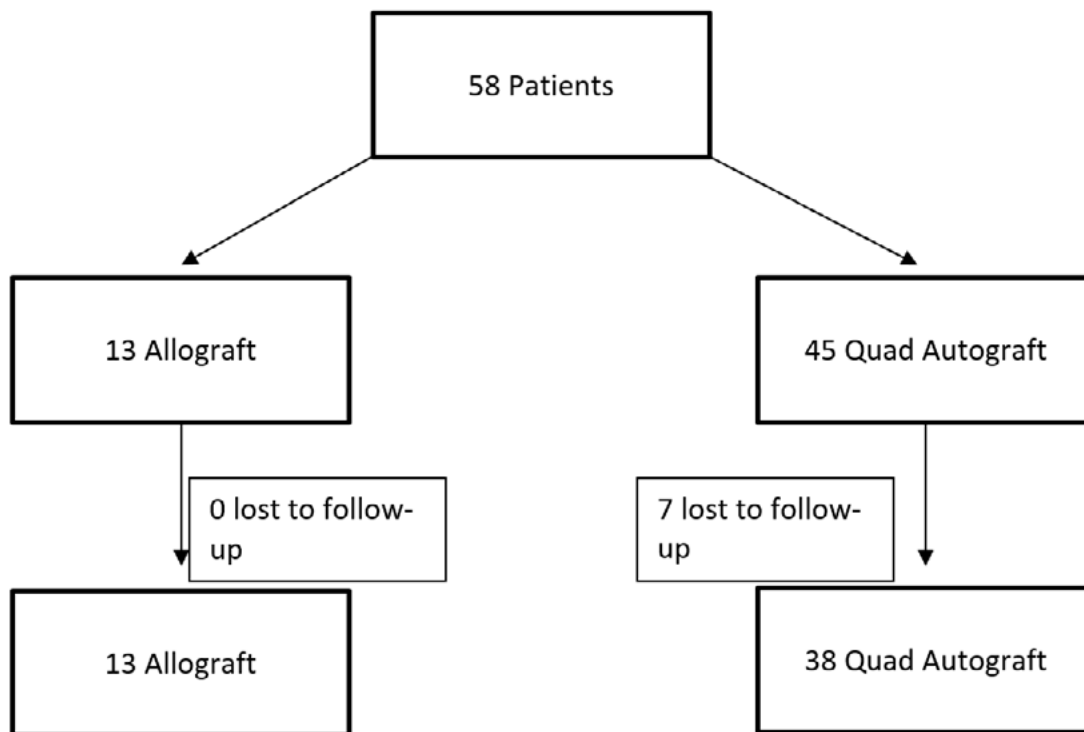 58 Patients
13 Allograft
45 Quad Autograft
0 lost to follow-
up
7 lost to follow-
up
13 Allograft
38 Quad Autograft